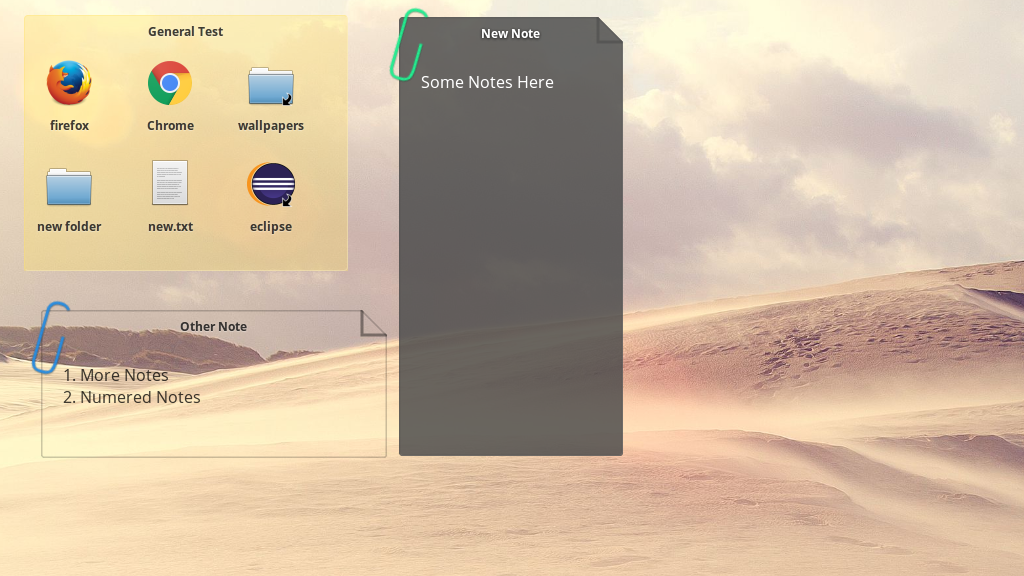 General Test
firefox
Chrome
wallpapers
new folder
new.txt
eclipse
New Note
Some Notes Here
Other Note
1. More Notes
2. Numered Notes